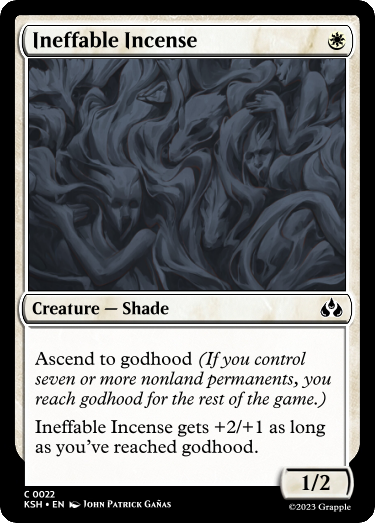 Ineffable Incense
Creature — Shade
Ascend to godhood (If you control
seven or more nonland permanents, you
reach godhood for the rest of the game.)
Ineffable Incense gets +2/+1 as long
as you've reached godhood.
1/2
C 0022
KSH • EN John Patrick Gañas
©2023 Grapple